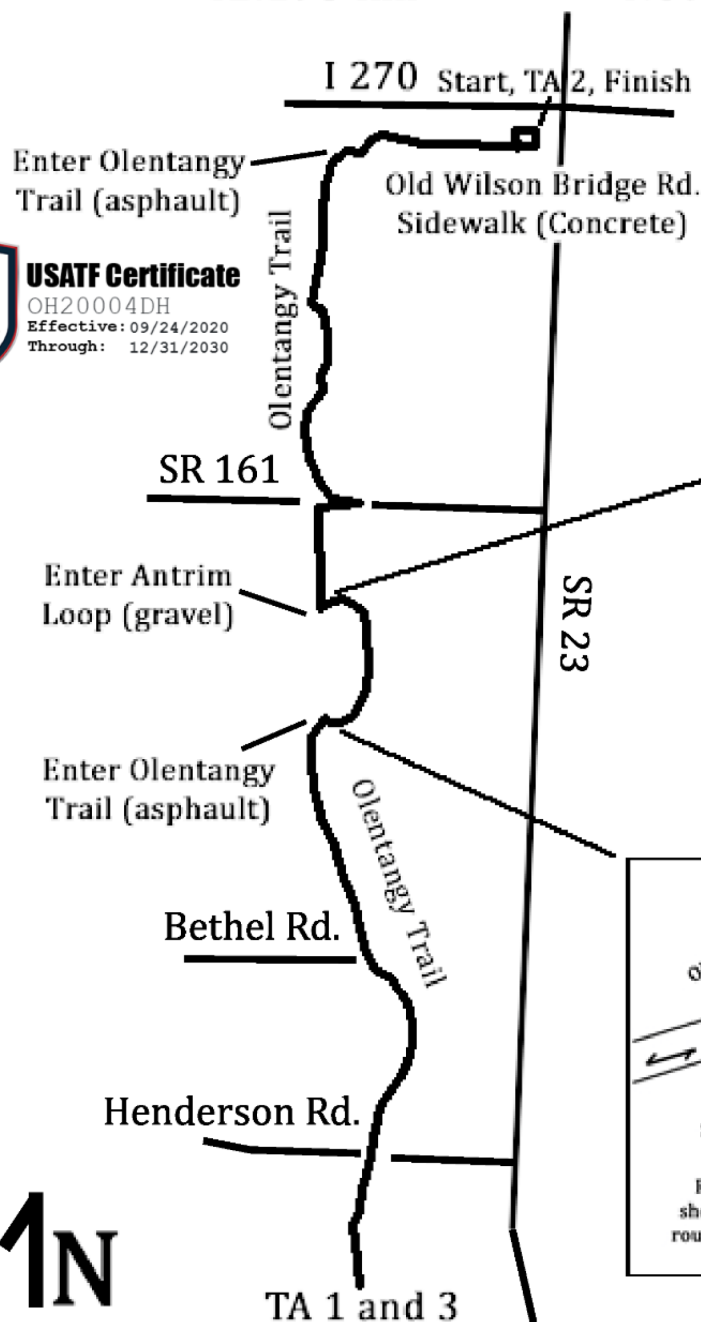 I 270
Start, TA 2, Finish
Enter Olentangy
Trail (asphault)
Old Wilson Bridge Rd.
Sidewalk (Concrete)
Olentangy Trail
USATF Certificate
OH20004DH
Effective: 09/24/2020
Through: 12/31/2030
SR 161
Enter Antrim
Loop (gravel)
SR 23
Enter Olentangy
Trail (asphault)
Olentangy Trail
Bethel Rd.
Henderson Rd.
N
TA 1 and 3